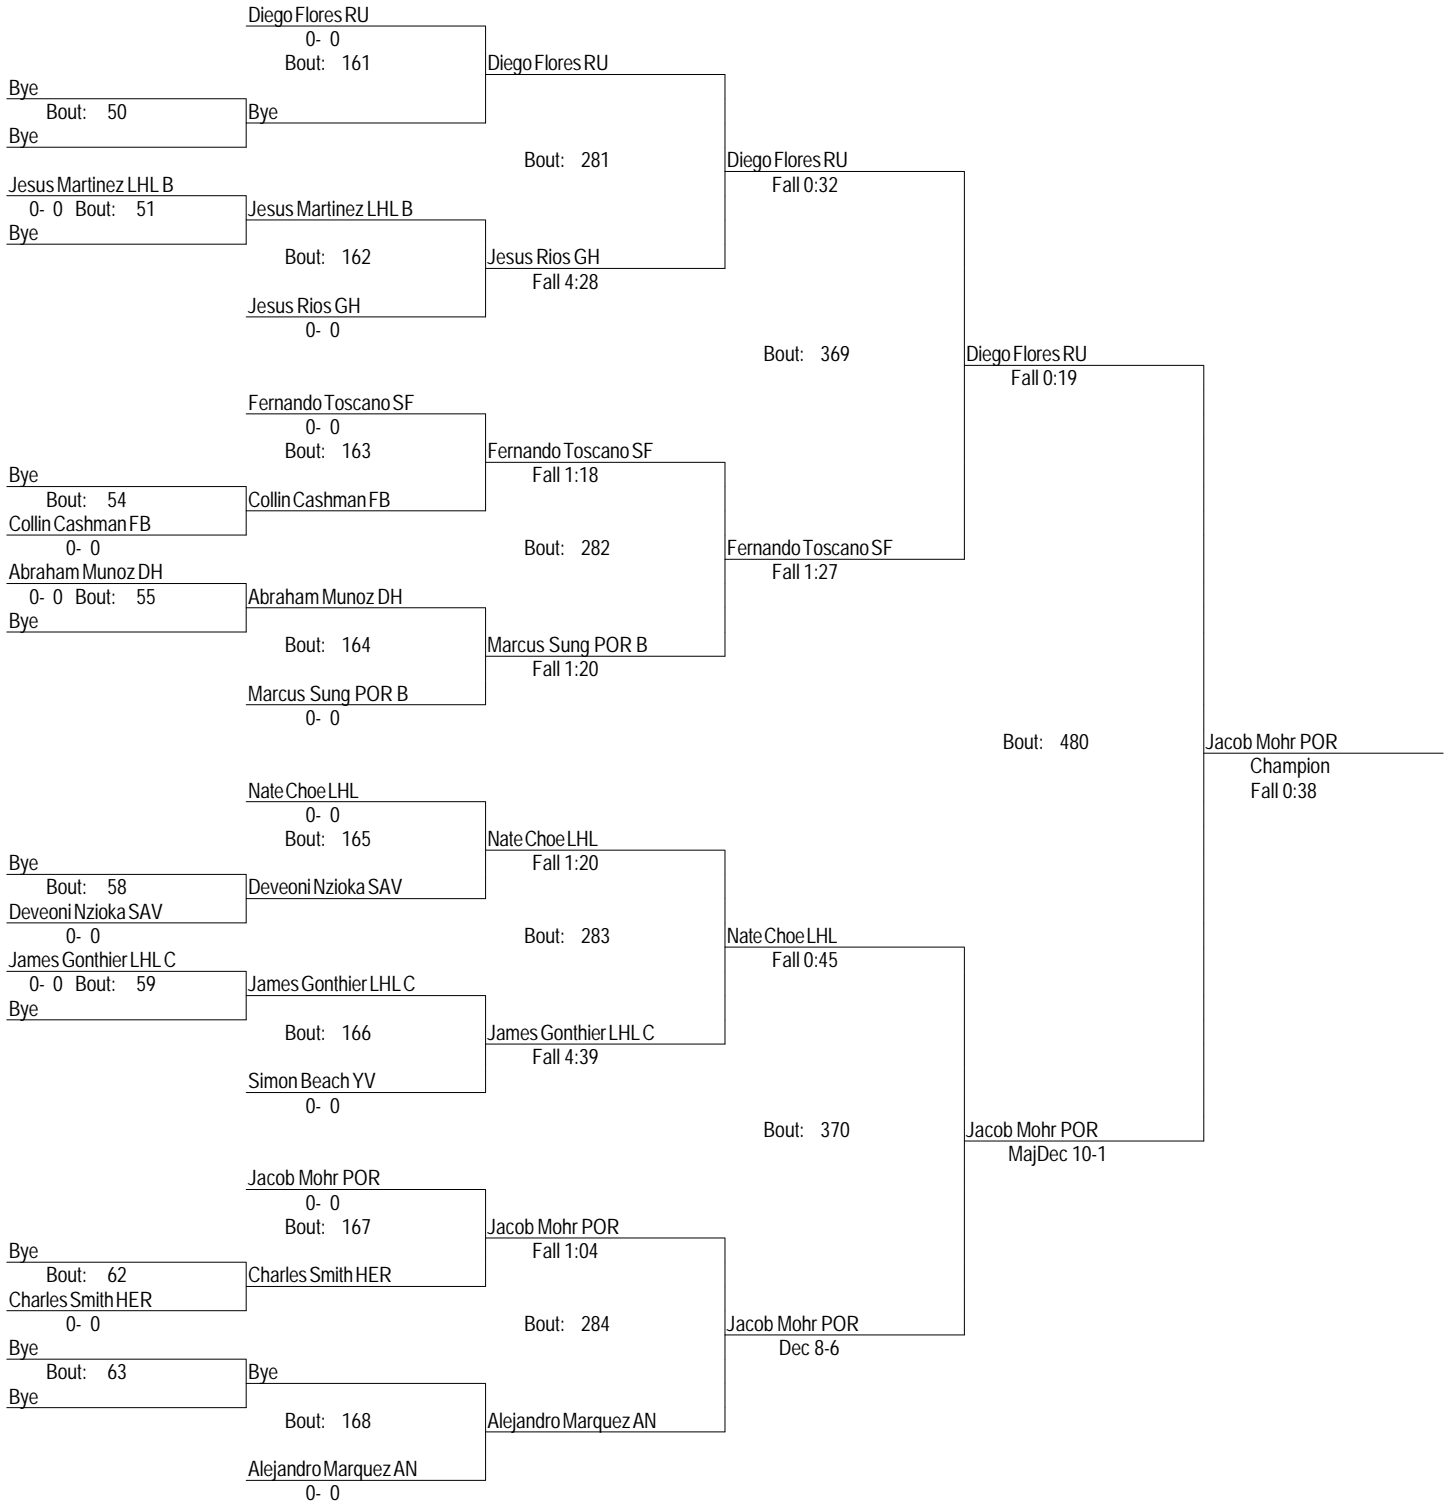 Diego Flores RU
0- 0
Bout: 161
Diego Flores RU
Bye
Bout: 50
Bye
Bye
Bout: 281
Diego Flores RU
Fall 0:32
Jesus Martinez LHL B
0- 0 Bout: 51
Jesus Martinez LHL B
Bye
Bout: 162
Jesus Rios GH
Fall 4:28
Jesus Rios GH
0- 0
Bout: 369
Diego Flores RU
Fall 0:19
Fernando Toscano SF
0- 0
Bout: 163
Fernando Toscano SF
Fall 1:18
Bye
Bout: 54
Collin Cashman FB
Collin Cashman FB
0- 0
Bout: 282
Fernando Toscano SF
Fall 1:27
Abraham Munoz DH
0- 0 Bout: 55
Abraham Munoz DH
Bye
Bout: 164
Marcus Sung POR B
Fall 1:20
Marcus Sung POR B
0- 0
Bout: 480
Jacob Mohr POR
Champion
Fall 0:38
Nate Choe LHL
0- 0
Bout: 165
Nate Choe LHL
Fall 1:20
Bye
Bout: 58
Deveoni Nzioka SAV
Deveoni Nzioka SAV
0- 0
Bout: 283
Nate Choe LHL
Fall 0:45
James Gonthier LHL C
0- 0 Bout: 59
James Gonthier LHL C
Bye
Bout: 166
James Gonthier LHL C
Fall 4:39
Simon Beach YV
0- 0
Bout: 370
Jacob Mohr POR
MajDec 10-1
Jacob Mohr POR
0- 0
Bout: 167
Jacob Mohr POR
Fall 1:04
Bye
Bout: 62
Charles Smith HER
Charles Smith HER
0- 0
Bout: 284
Jacob Mohr POR
Dec 8-6
Bye
Bout: 63
Bye
Bye
Bout: 168
Alejandro Marquez AN
Alejandro Marquez AN
0- 0